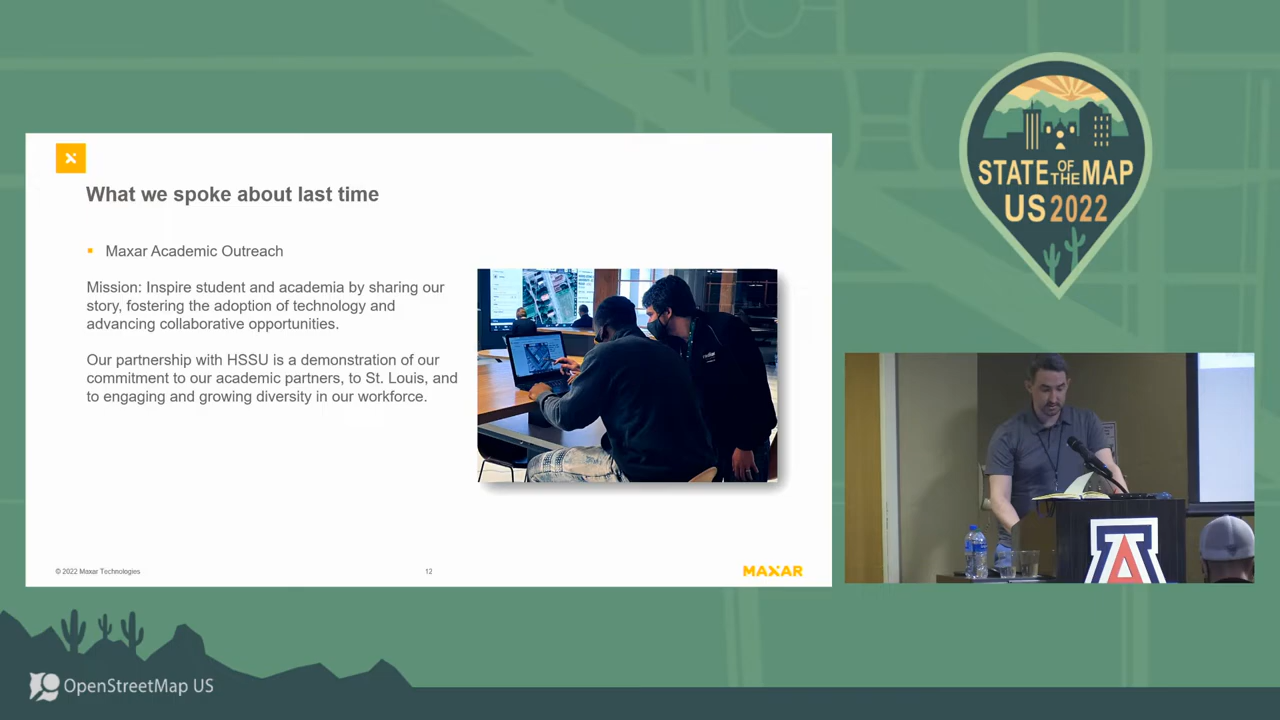 What we spoke about last time
Maxar Academic Outreach
Mission: Inspire student and academia by sharing our
story, fostering the adoption of technology and
advancing collaborative opportunities.
Our partnership with HSSU is a demonstration of our
commitment to our academic partners, to St. Louis, and
to engaging and growing diversity in our workforce.
© 2022 Maxar Technologies
12
MAXAR
STATE OF THE MAP
US 2022
A
OpenStreetMap US